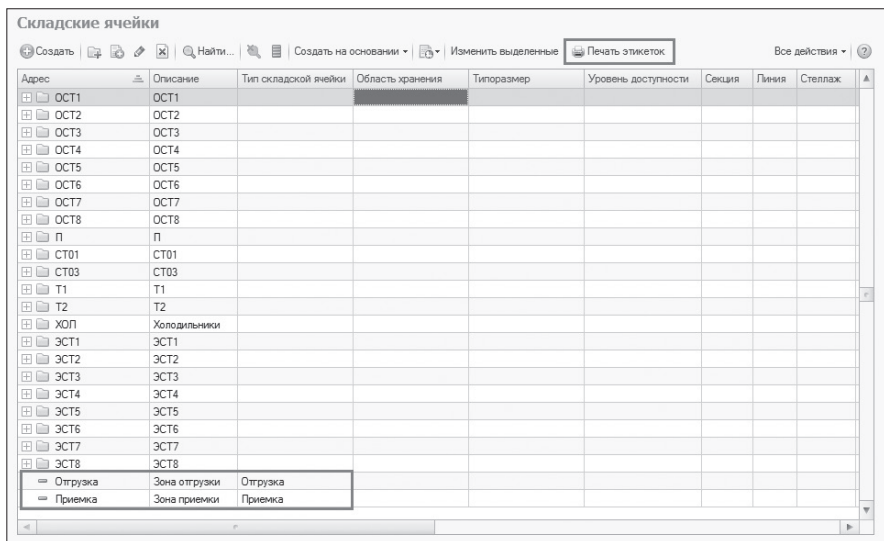 Складские ячейки
Создать Найти... Создать на основании Изменить выделенные Печать этикеток Все действия
Адрес Описание Тип складской ячейки Область хранения Типоразмер Уровень доступности Секция Линия Стеллаж
ОСТ1 ОСТ1
ОСТ2 ОСТ2
ОСТ3 ОСТ3
ОСТ4 ОСТ4
ОСТ5 ОСТ5
ОСТ6 ОСТ6
ОСТ7 ОСТ7
ОСТ8 ОСТ8
П П
СТ01 СТ01
СТ03 СТ03
Т1 Т1
Т2 Т2
ХОЛ Холодильники
ЭСТ1 ЭСТ1
ЭСТ2 ЭСТ2
ЭСТ3 ЭСТ3
ЭСТ4 ЭСТ4
ЭСТ5 ЭСТ5
ЭСТ6 ЭСТ6
ЭСТ7 ЭСТ7
ЭСТ8 ЭСТ8
Отгрузка Зона отгрузки Отгрузка
Приемка Зона приемки Приемка